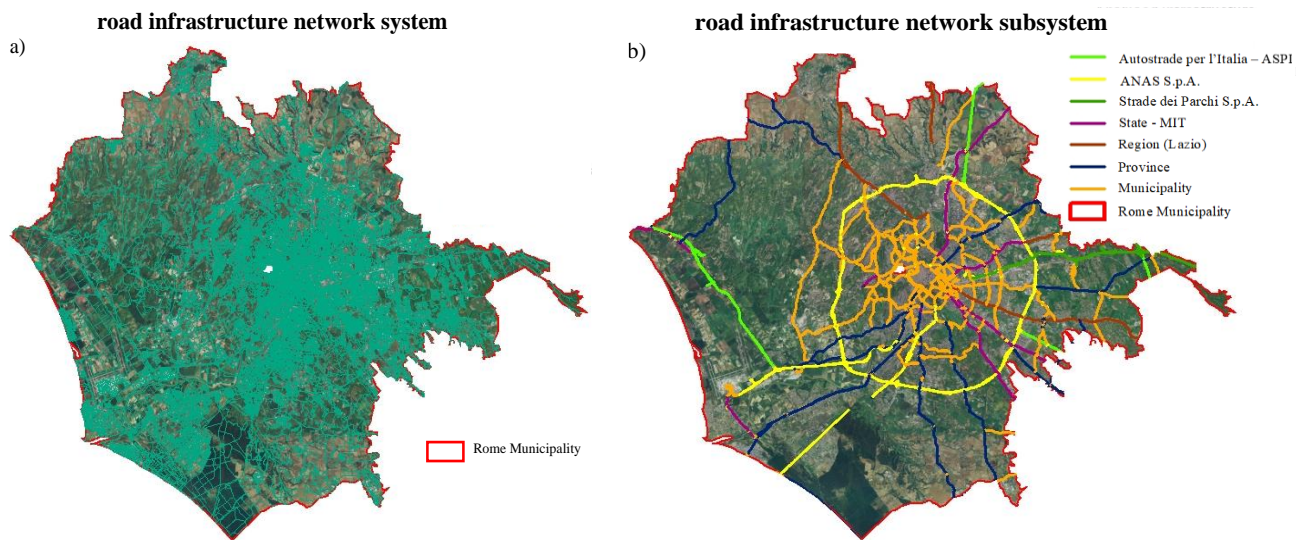 road infrastructure network system
a)
Rome Municipality
road infrastructure network subsystem
b)
Autostrade per l'Italia – ASPI
ANAS S.p.A.
Strade dei Parchi S.p.A.
State - MIT
Region (Lazio)
Province
Municipality
Rome Municipality